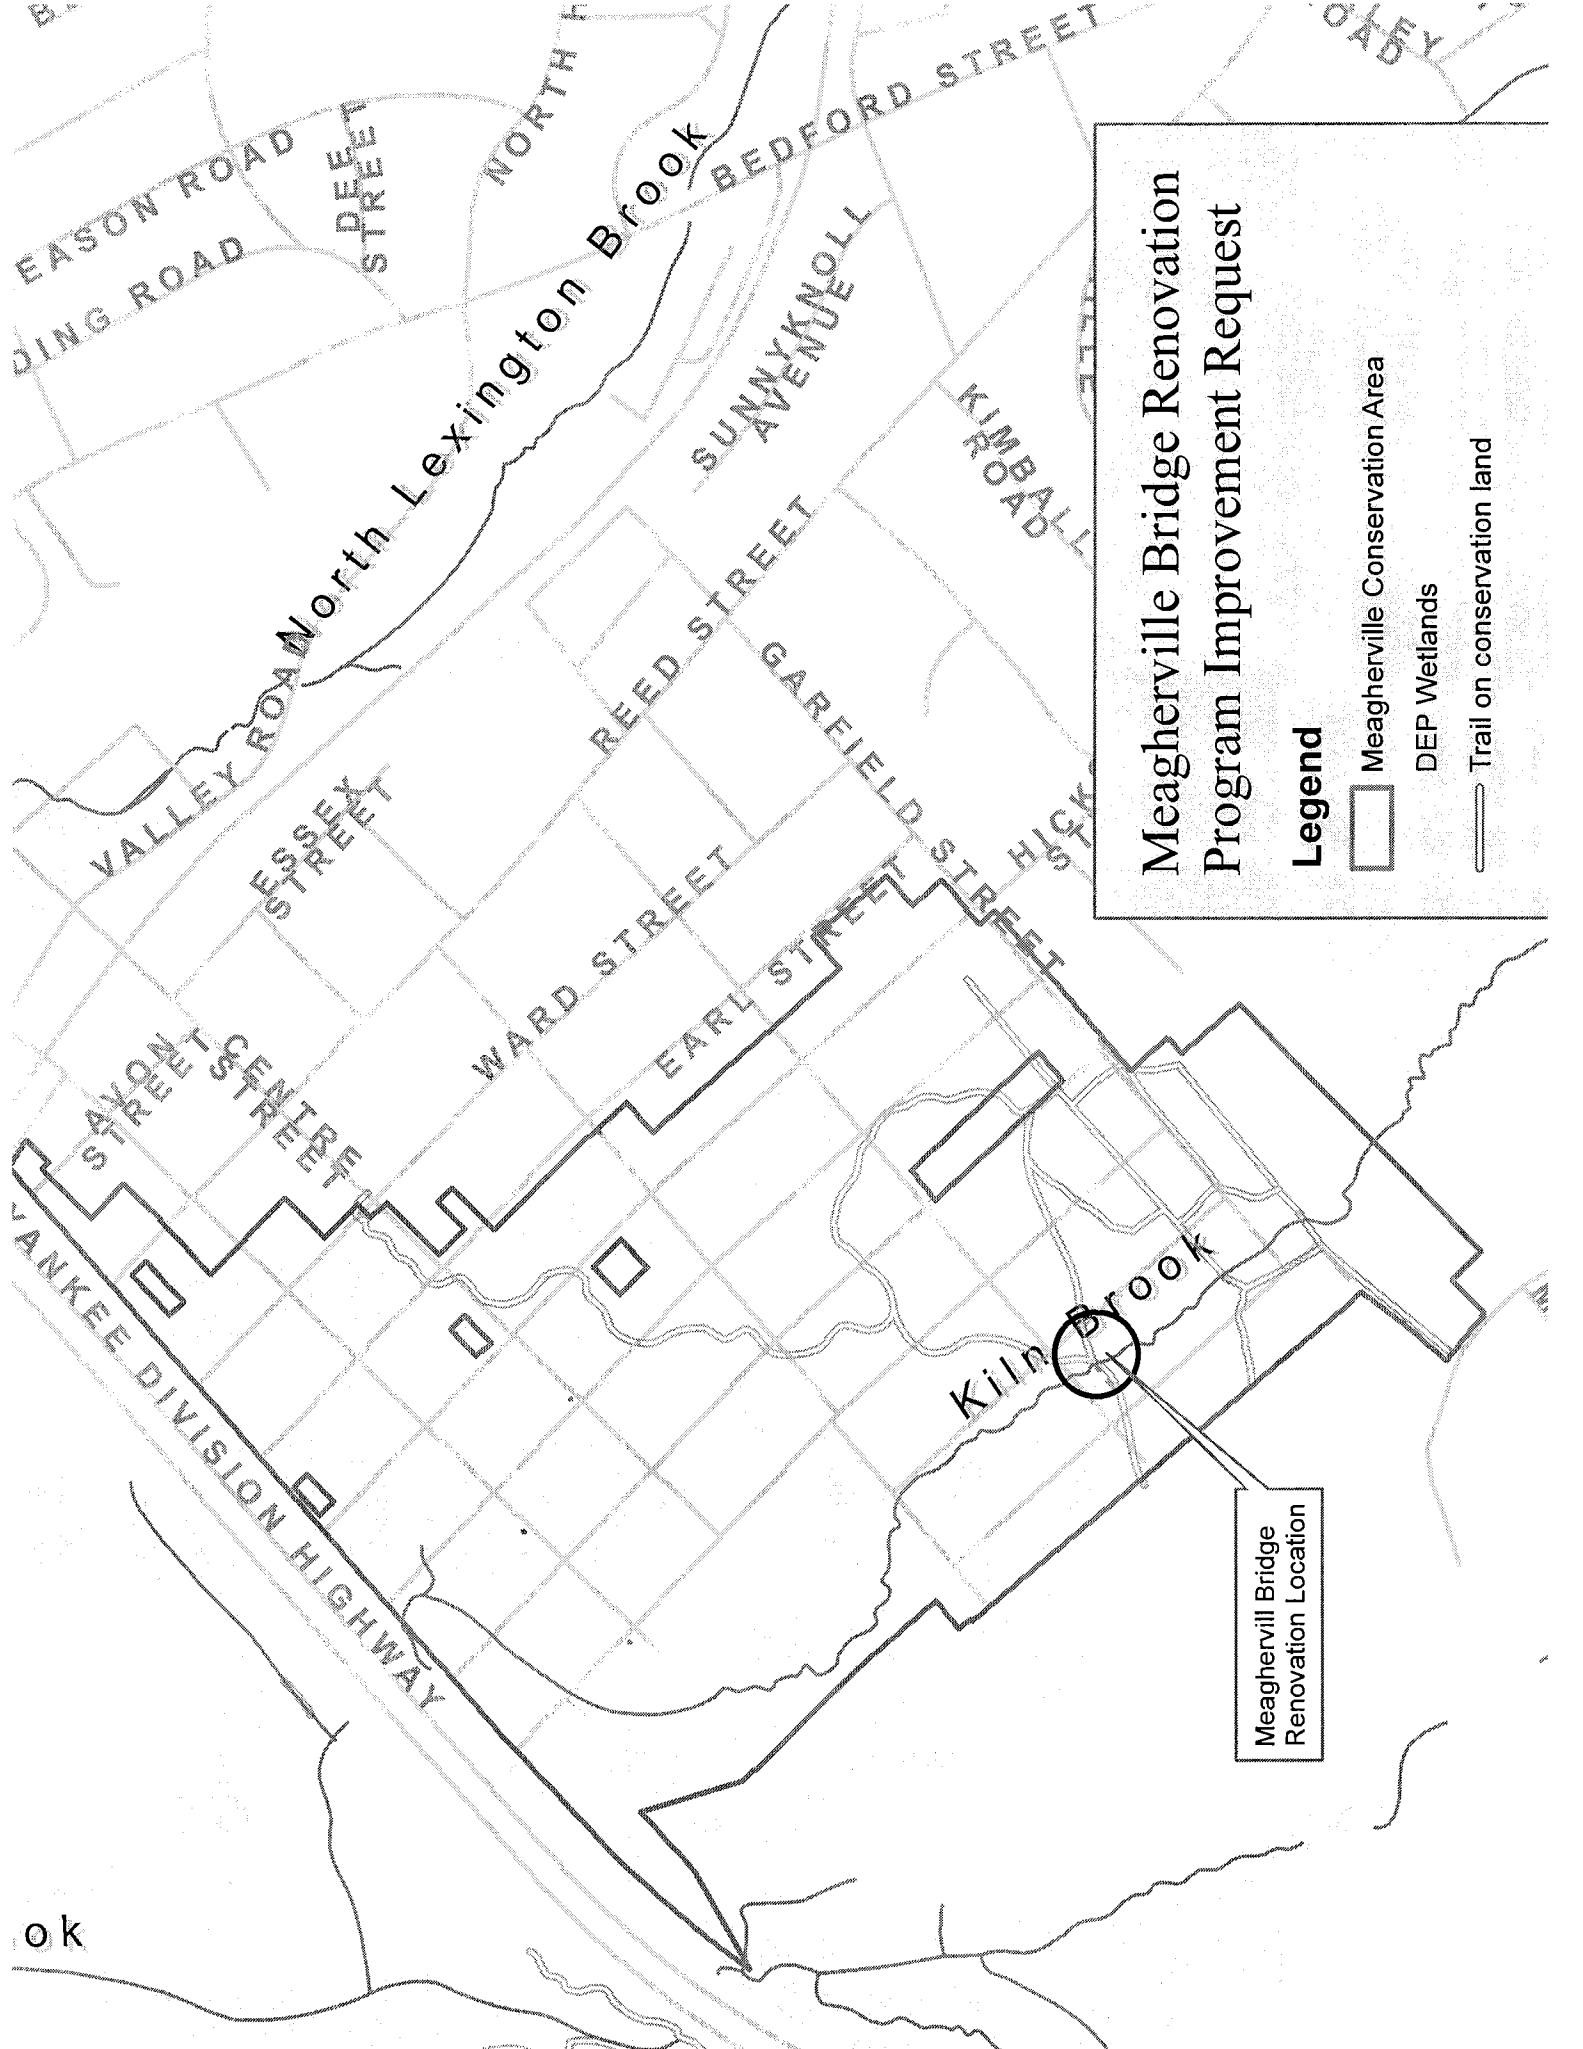 Meagherville Bridge Renovation
Program Improvement Request
Legend
Meagherville Conservation Area
DEP Wetlands
Trail on conservation land
Meaghervill Bridge
Renovation Location
Kiln Brook
North Lexington Brook
ok
YANKEE DIVISION HIGHWAY
VALLEY ROAD
ESSEX
STREET
AVON
STREET
CENTRE
STREET
WARD STREET
EARL STREET
REED STREET
GARFIELD STREET
SUNNYKNOLL
AVENUE
KIMBALL
ROAD
BEDFORD STREET
NORTH
DEET
STREET
EASON ROAD
DING ROAD
HICK
ST
LEY
OAD